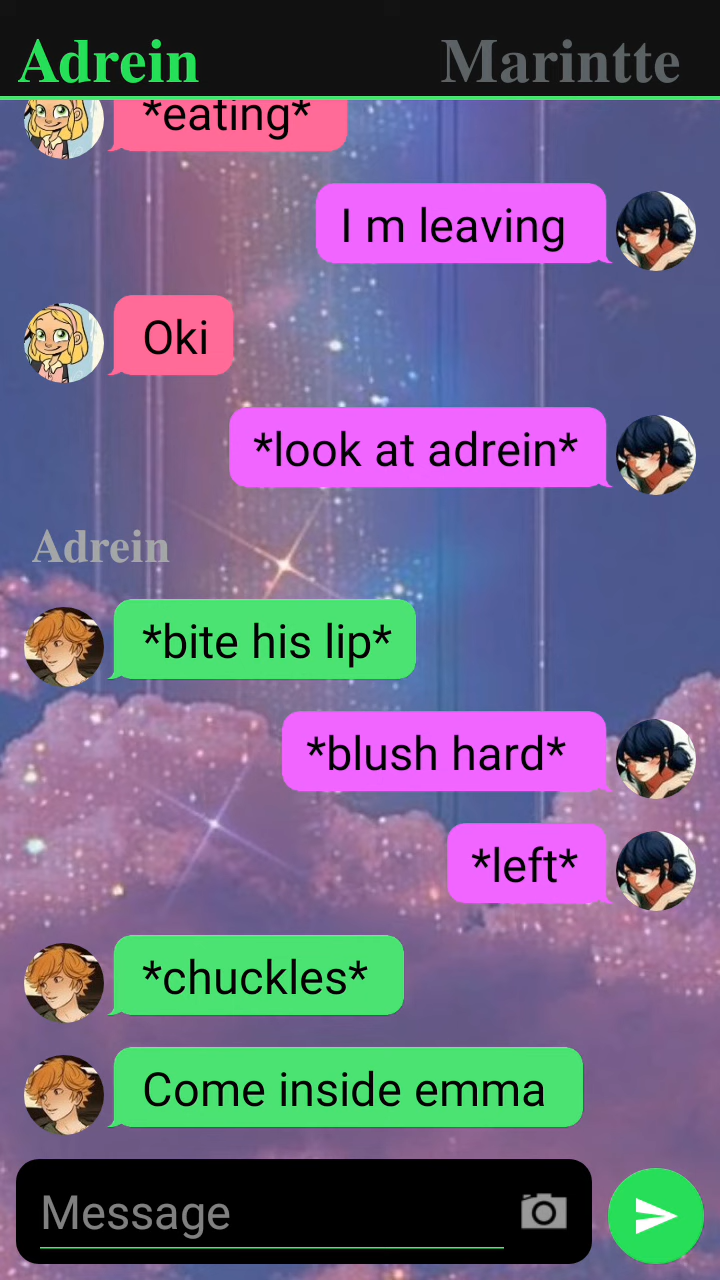 Adrein Marintte
*eating*
I m leaving
Oki
*look at adrein*
Adrein
*bite his lip*
*blush hard*
*left*
*chuckles*
Come inside emma
Message